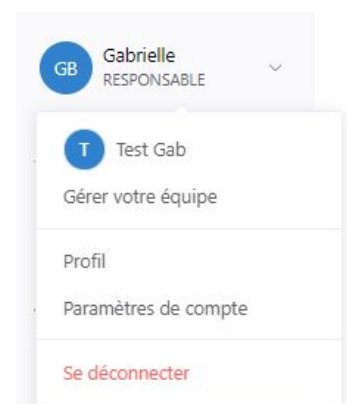 GB
Gabrielle
RESPONSABLE
T
Test Gab
Gérer votre équipe
Profil
Paramètres de compte
Se déconnecter